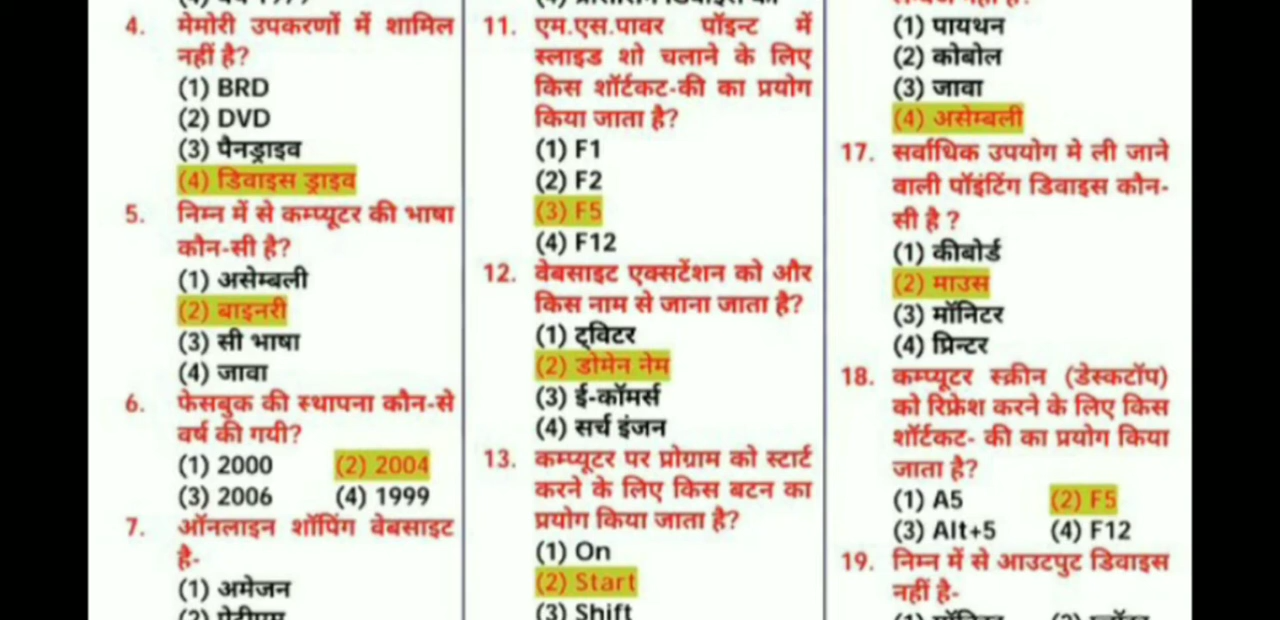 4. मेमोरी उपकरणों में शामिल
नहीं है?
(1) BRD
(2) DVD
(3) पैनड्राइव
(4) डिवाइस ड्राइव
5. निम्न में से कम्प्यूटर की भाषा
कौन-सी है?
(1) असेम्बली
(2) बाइनरी
(3) सी भाषा
(4) जावा
6. फेसबुक की स्थापना कौन-से
वर्ष की गयी?
(1) 2000 (2) 2004
(3) 2006 (4) 1999
7. ऑनलाइन शॉपिंग वेबसाइट
है-
(1) अमेजन
11. एम.एस.पावर पॉइन्ट में
स्लाइड शो चलाने के लिए
किस शॉर्टकट-की का प्रयोग
किया जाता है?
(1) F1
(2) F2
(3) F5
(4) F12
12. वेबसाइट एक्सटेंशन को और
किस नाम से जाना जाता है?
(1) ट्विटर
(2) डोमेन नेम
(3) ई-कॉमर्स
(4) सर्च इंजन
13. कम्प्यूटर पर प्रोग्राम को स्टार्ट
करने के लिए किस बटन का
प्रयोग किया जाता है?
(1) On
(2) Start
(3) Shift
(1) पायथन
(2) कोबोल
(3) जावा
(4) असेम्बली
17. सर्वाधिक उपयोग मे ली जाने
वाली पॉइंटिंग डिवाइस कौन-
सी है ?
(1) कीबोर्ड
(2) माउस
(3) मॉनिटर
(4) प्रिन्टर
18. कम्प्यूटर स्क्रीन (डेस्कटॉप)
को रिफ्रेश करने के लिए किस
शॉर्टकट- की का प्रयोग किया
जाता है?
(1) A5 (2) F5
(3) Alt+5 (4) F12
19. निम्न में से आउटपुट डिवाइस
नहीं है-